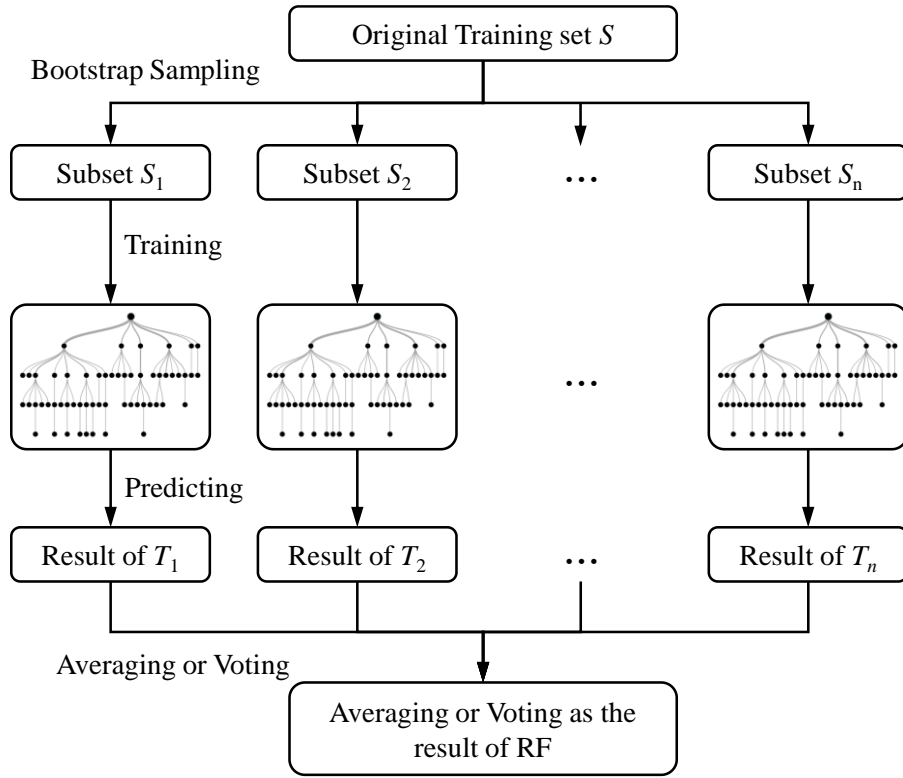 Original Training set S
Bootstrap Sampling
Subset S₁
Subset S₂
...
Subset Sₙ
Training
...
Predicting
Result of T₁
Result of T₂
...
Result of Tₙ
Averaging or Voting
Averaging or Voting as the
result of RF